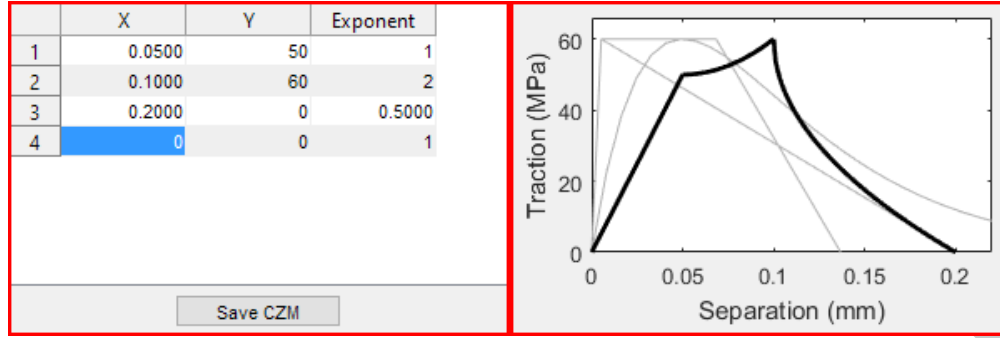 X Y Exponent
1 0.0500 50 1
2 0.1000 60 2
3 0.2000 0 0.5000
4 0 0 1
Save CZM
Traction (MPa)
60
40
20
0
0 0.05 0.1 0.15 0.2
Separation (mm)